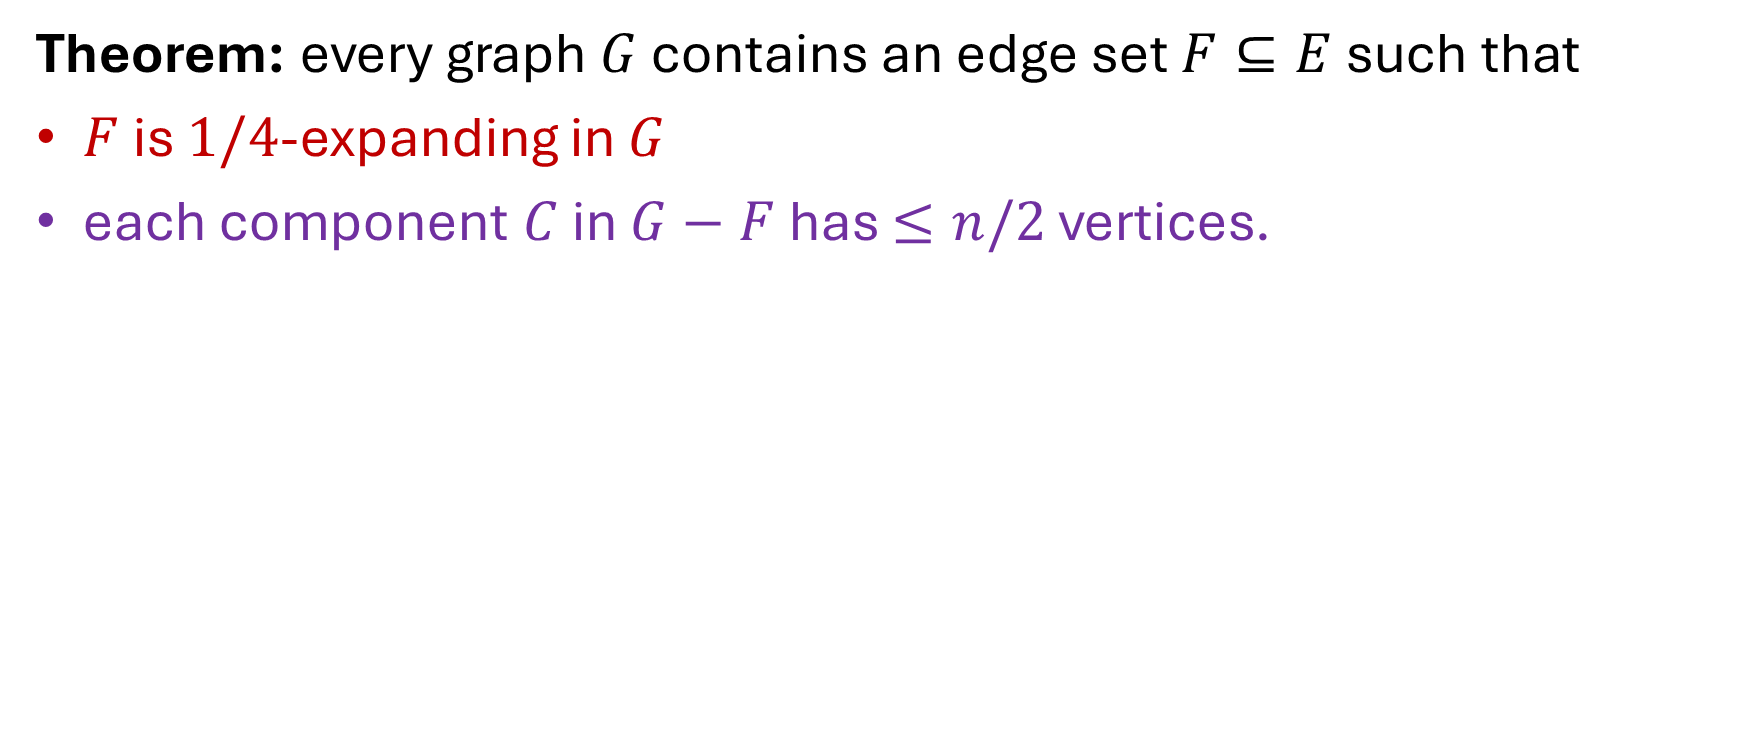 Theorem: every graph 𝐺 contains an edge set 𝐹 ⊆ 𝐸 such that
• 𝐹 is 1/4-expanding in 𝐺
• each component 𝐶 in 𝐺 − 𝐹 has ≤ 𝑛/2 vertices.